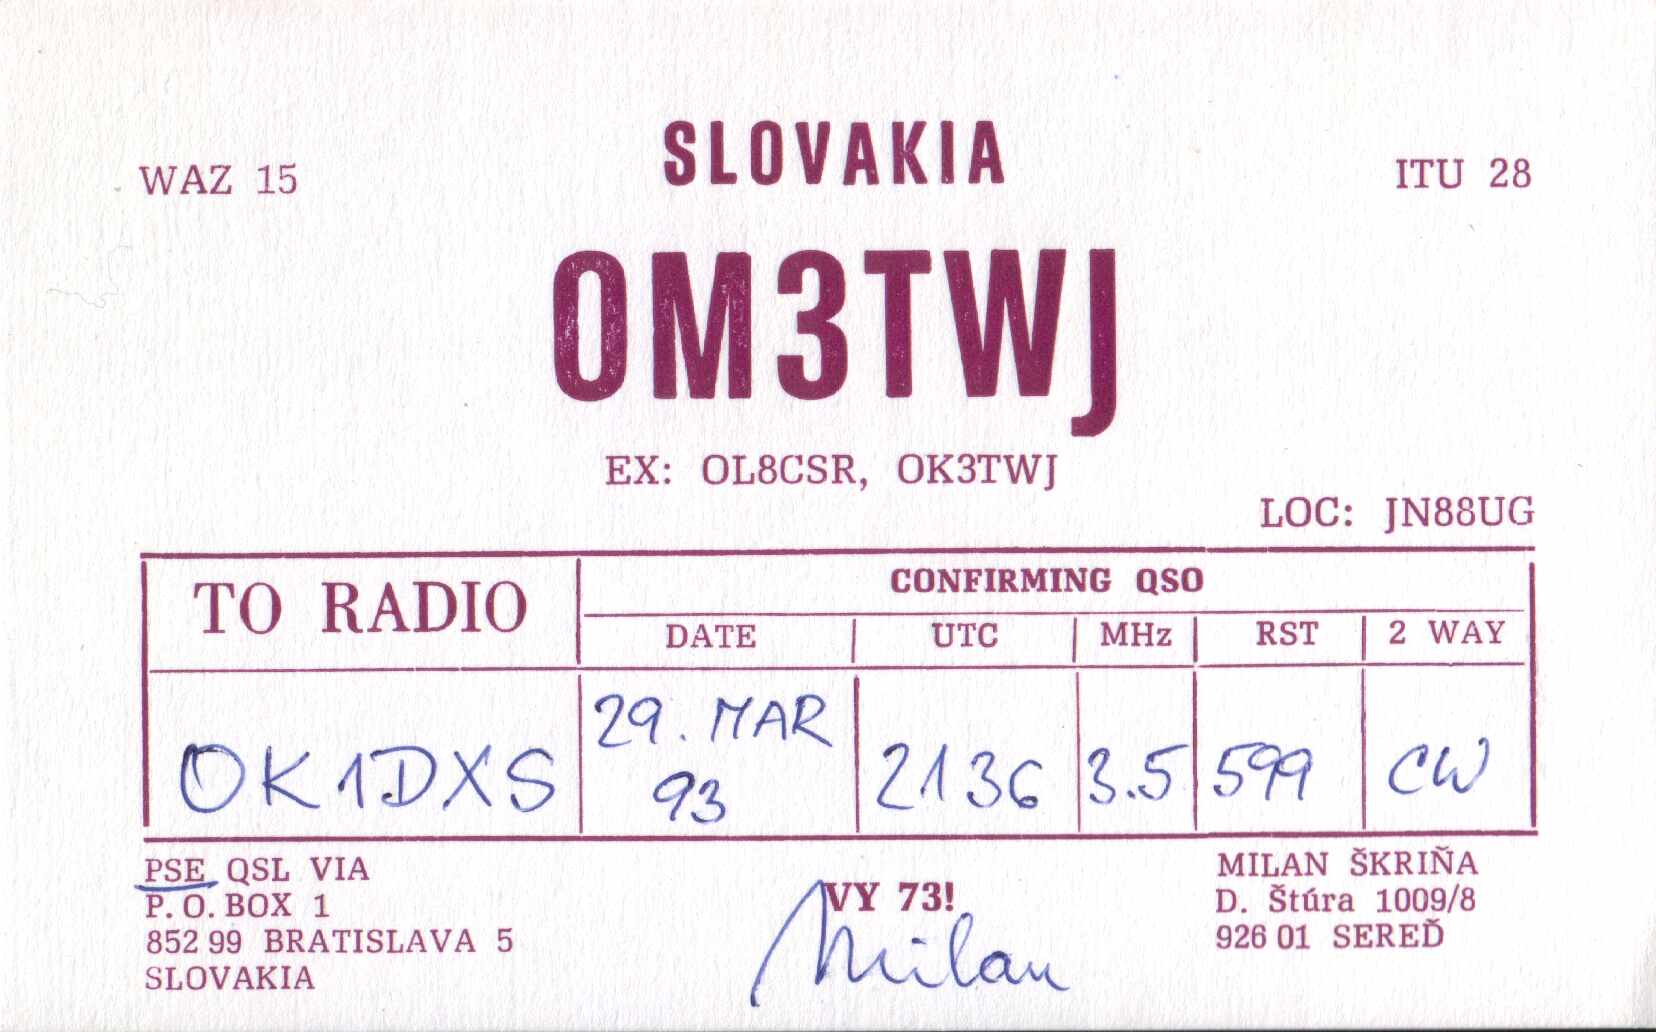 SLOVAKIA
WAZ 15
ITU 28
OM3TWJ
EX: OL8CSR, OK3TWJ
LOC: JN88UG
TO RADIO
CONFIRMING QSO
DATE UTC MHz RST 2 WAY
OK1DXS 29. MAR 93 2136 3.5 599 CW
PSE QSL VIA
P.O.BOX 1
852 99 BRATISLAVA 5
SLOVAKIA
VY 73!
Milan
MILAN ŠKRIŇA
D. Štúra 1009/8
926 01 SEREĎ